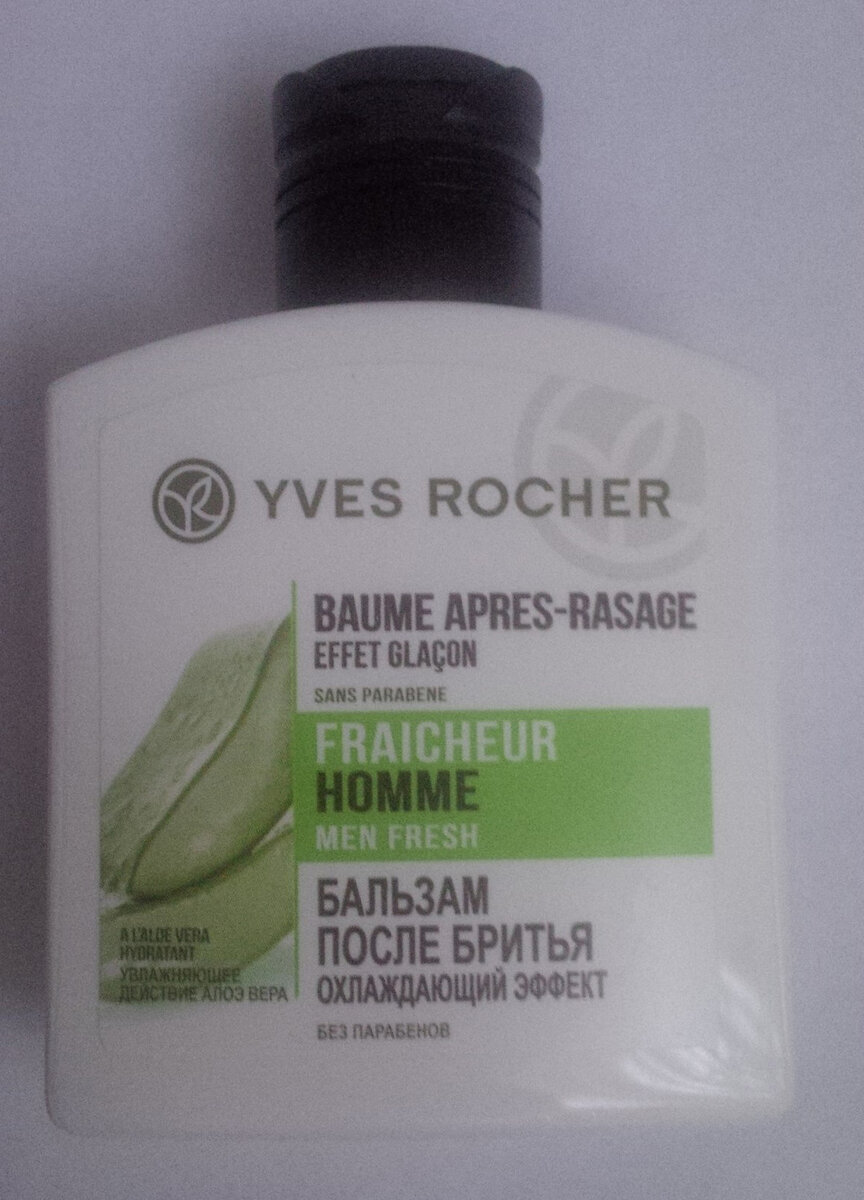 YVES ROCHER
BAUME APRES-RASAGE
EFFET GLAÇON
SANS PARABENE
FRAICHEUR
HOMME
MEN FRESH
БАЛЬЗАМ
ПОСЛЕ БРИТЬЯ
ОХЛАЖДАЮЩИЙ ЭФФЕКТ
БЕЗ ПАРАБЕНОВ
A L'ALOE VERA
HYDRATANT
УВЛАЖНЯЮЩЕЕ
ДЕЙСТВИЕ АЛОЭ ВЕРА